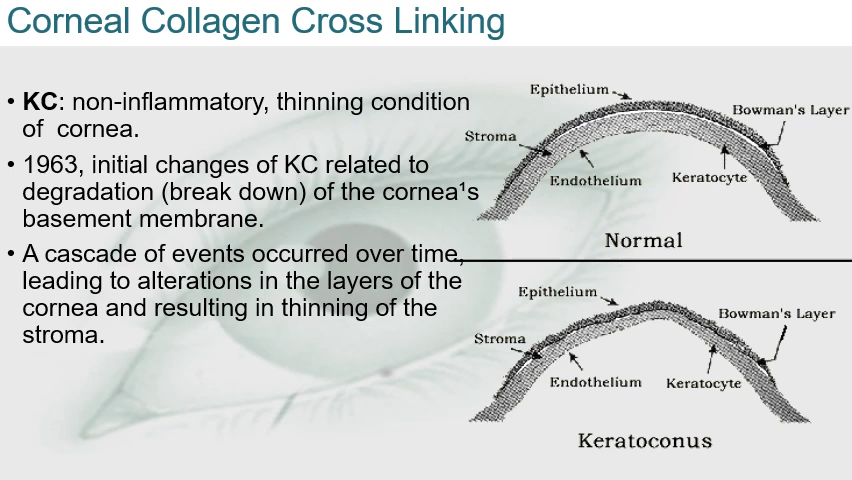 Corneal Collagen Cross Linking
• KC: non-inflammatory, thinning condition
of  cornea.
• 1963, initial changes of KC related to
degradation (break down) of the cornea¹s
basement membrane.
• A cascade of events occurred over time,
leading to alterations in the layers of the
cornea and resulting in thinning of the
stroma.
Epithelium
Bowman's Layer
Stroma
Endothelium
Keratocyte
Normal
Epithelium
Bowman's Layer
Stroma
Endothelium
Keratocyte
Keratoconus